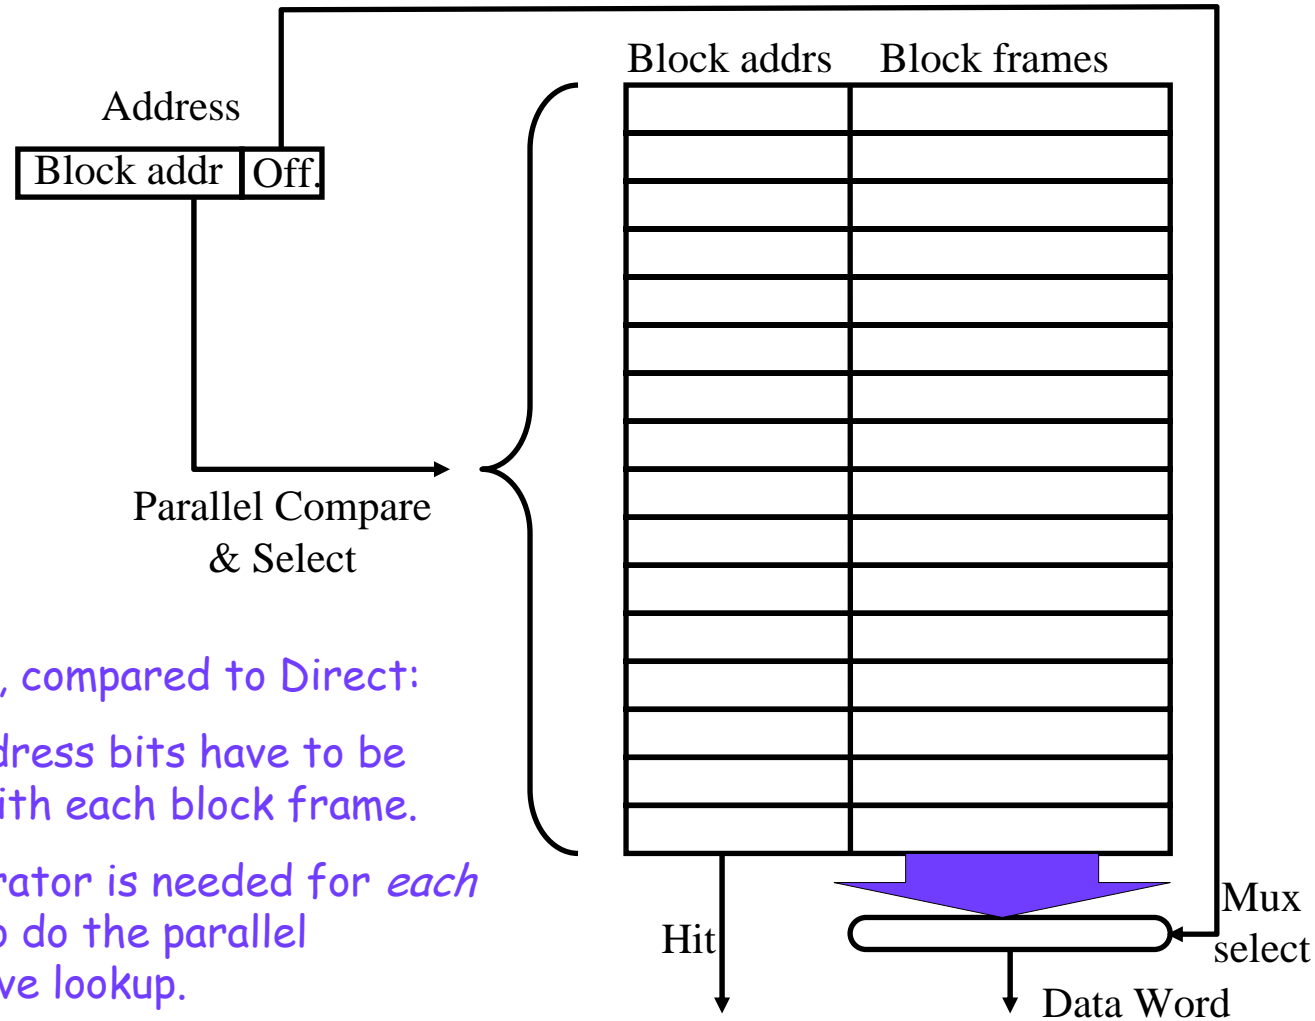 Block addrs Block frames
Address
Block addr Off.
Parallel Compare
& Select
, compared to Direct:
dress bits have to be
ith each block frame.
rator is needed for each
o do the parallel
ve lookup.
Hit
Mux
select
Data Word